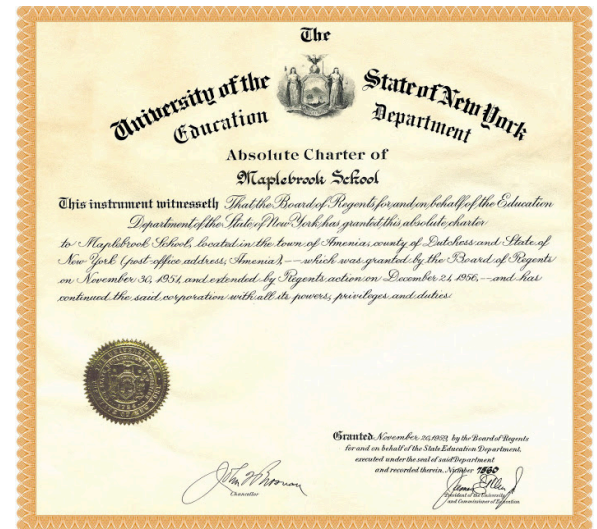 The
University of the State of New York
Education Department
Absolute Charter of
Maplebrook School
This instrument witnesseth That the Board of Regents for and on behalf of the Education
Department of the State of New York has granted this absolute charter
to Maplebrook School, located in the town of Amenia, county of Dutchess and State of
New York (post-office address, Amenia), -- which was granted by the Board of Regents
on November 30, 1951, and extended by Regents action on December 21, 1956, -- and has
continued the said corporation with all its powers, privileges and duties
Granted November 20, 1959, by the Board of Regents
for and on behalf of the State Education Department,
executed under the seal of said Department
and recorded therein. Number 7560
Chancellor
President of the University
and Commissioner of Education